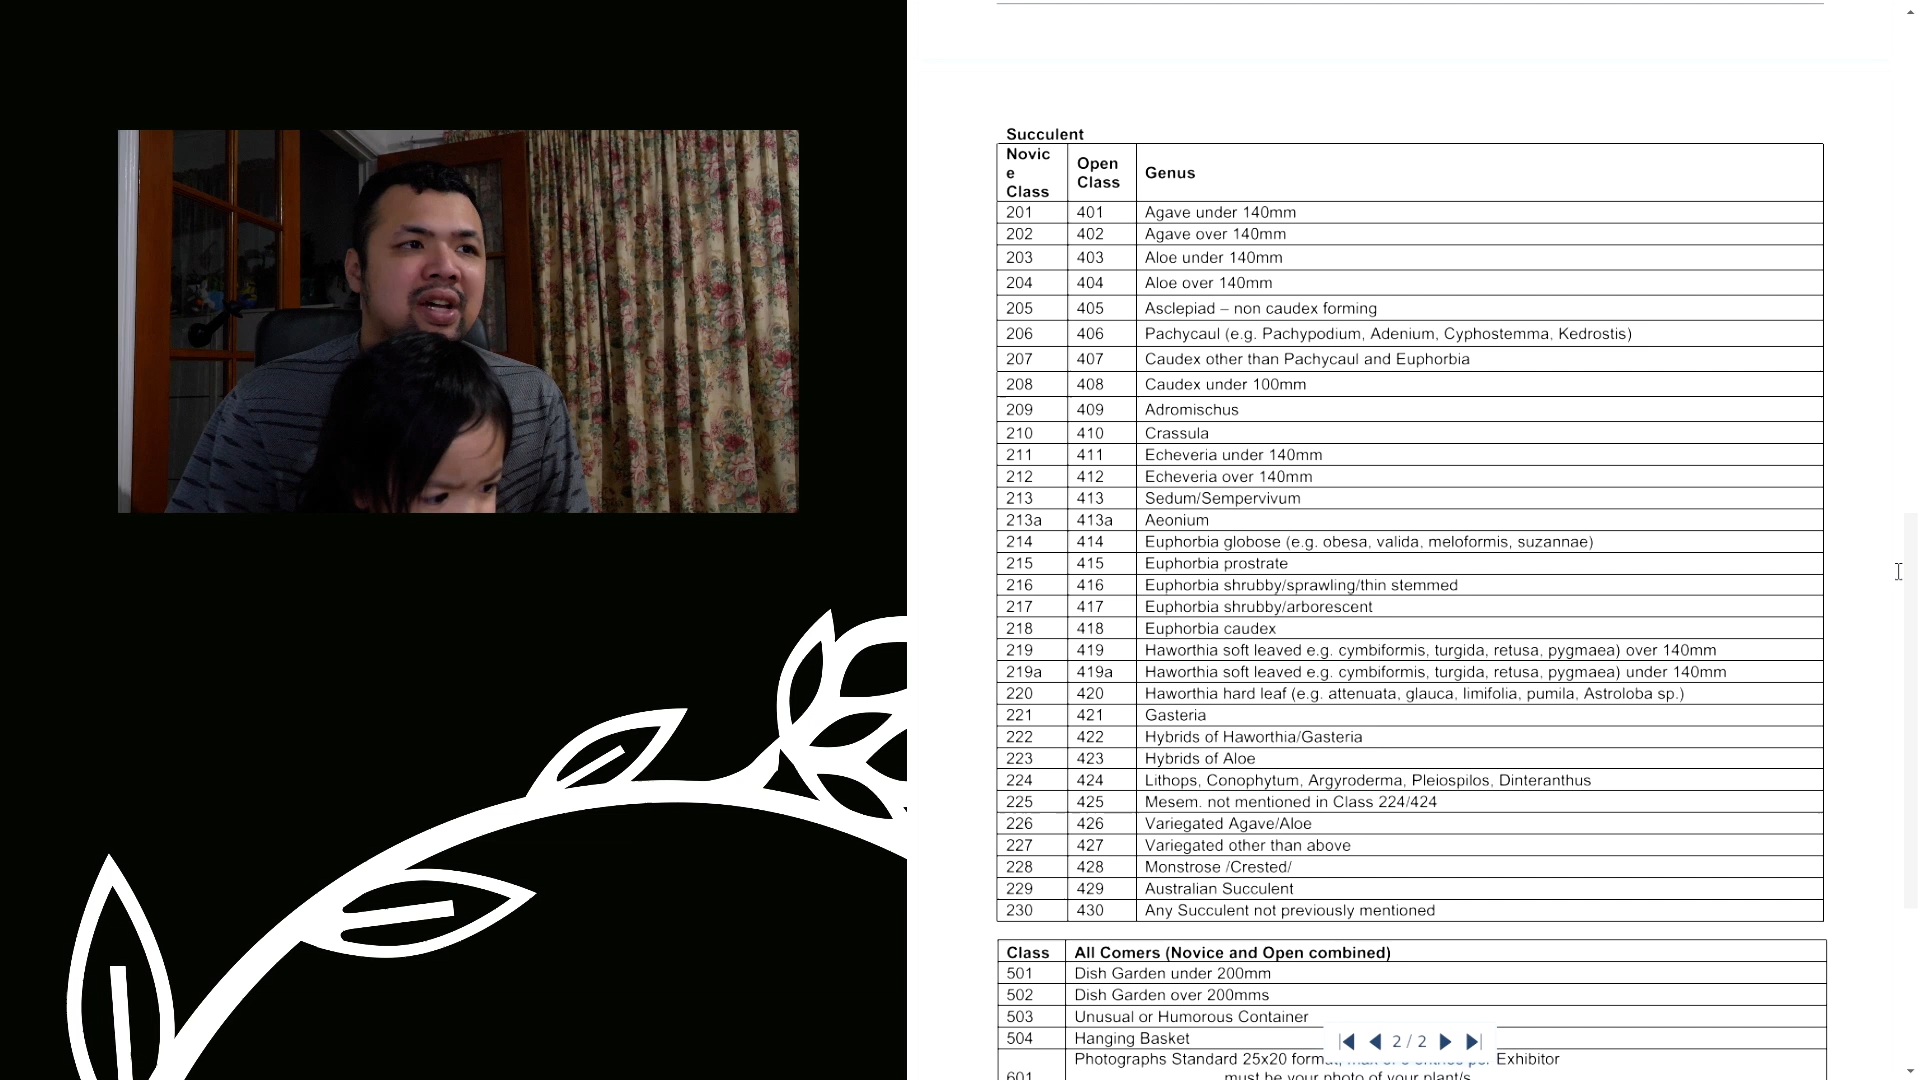 Succulent
Novic e Class Open Class Genus
201 401 Agave under 140mm
202 402 Agave over 140mm
203 403 Aloe under 140mm
204 404 Aloe over 140mm
205 405 Asclepiad – non caudex forming
206 406 Pachycaul (e.g. Pachypodium, Adenium, Cyphostemma, Kedrostis)
207 407 Caudex other than Pachycaul and Euphorbia
208 408 Caudex under 100mm
209 409 Adromischus
210 410 Crassula
211 411 Echeveria under 140mm
212 412 Echeveria over 140mm
213 413 Sedum/Sempervivum
213a 413a Aeonium
214 414 Euphorbia globose (e.g. obesa, valida, meloformis, suzannae)
215 415 Euphorbia prostrate
216 416 Euphorbia shrubby/sprawling/thin stemmed
217 417 Euphorbia shrubby/arborescent
218 418 Euphorbia caudex
219 419 Haworthia soft leaved e.g. cymbiformis, turgida, retusa, pygmaea) over 140mm
219a 419a Haworthia soft leaved e.g. cymbiformis, turgida, retusa, pygmaea) under 140mm
220 420 Haworthia hard leaf (e.g. attenuata, glauca, limifolia, pumila, Astroloba sp.)
221 421 Gasteria
222 422 Hybrids of Haworthia/Gasteria
223 423 Hybrids of Aloe
224 424 Lithops, Conophytum, Argyroderma, Pleiospilos, Dinteranthus
225 425 Mesem. not mentioned in Class 224/424
226 426 Variegated Agave/Aloe
227 427 Variegated other than above
228 428 Monstrose /Crested/
229 429 Australian Succulent
230 430 Any Succulent not previously mentioned
Class All Comers (Novice and Open combined)
501 Dish Garden under 200mm
502 Dish Garden over 200mms
503 Unusual or Humorous Container
504 Hanging Basket
2 / 2
Photographs Standard 25x20 format, Exhibitor
601 must be your photo of your plant/s